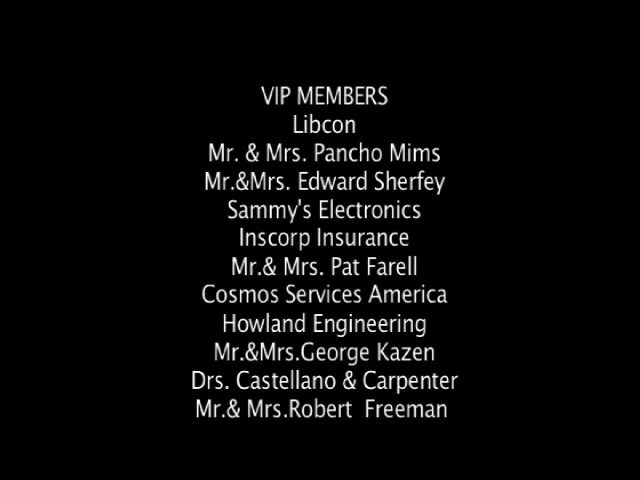 VIP MEMBERS
Libcon
Mr. & Mrs. Pancho Mims
Mr.&Mrs. Edward Sherfey
Sammy's Electronics
Inscorp Insurance
Mr.& Mrs. Pat Farell
Cosmos Services America
Howland Engineering
Mr.&Mrs.George Kazen
Drs. Castellano & Carpenter
Mr.& Mrs.Robert  Freeman